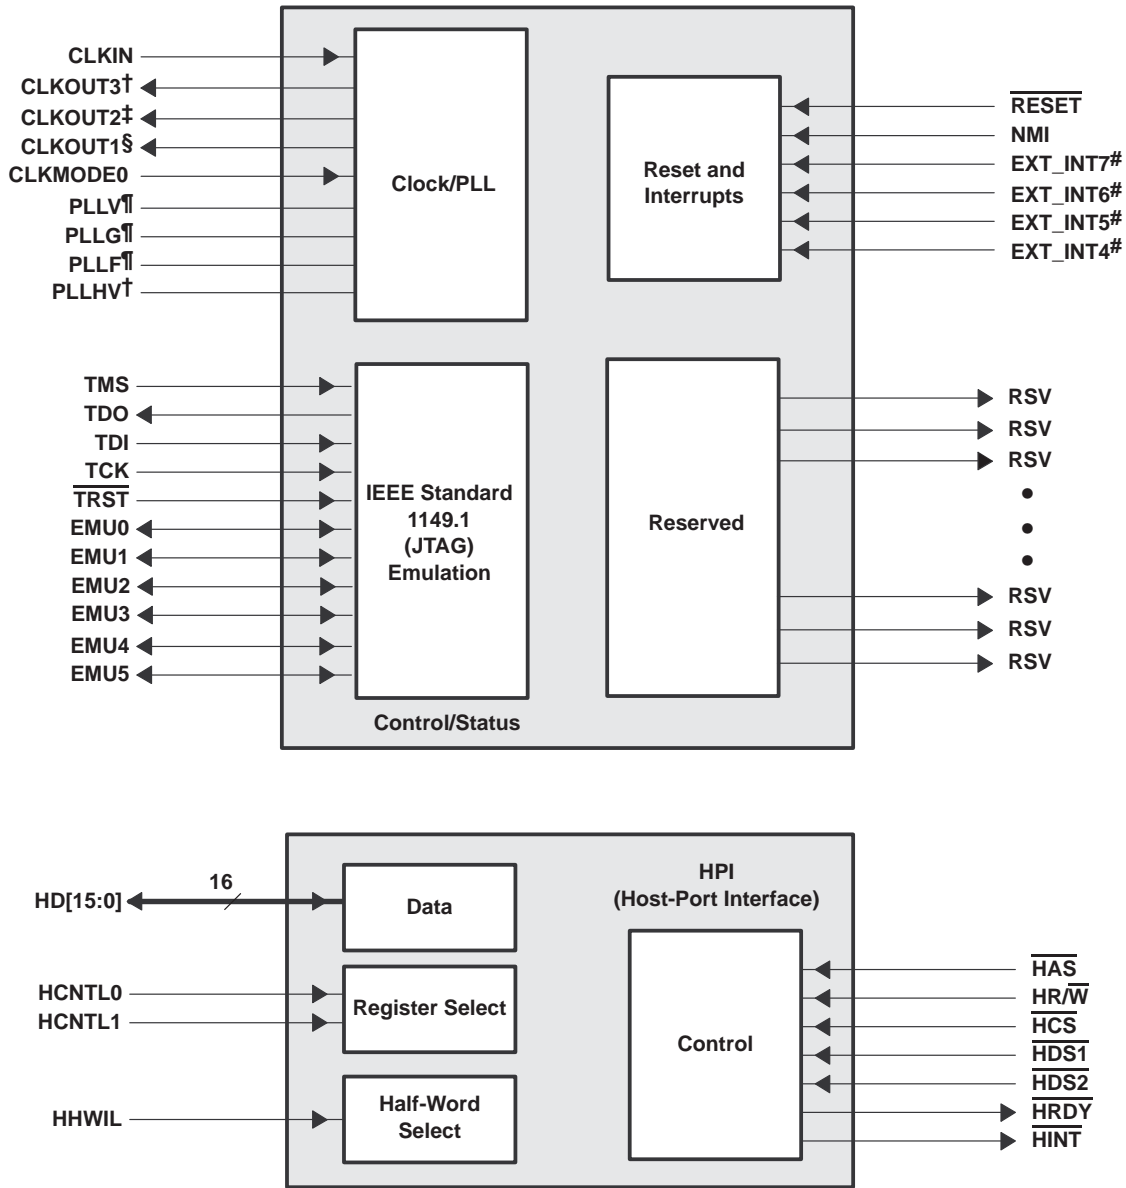 CLKIN
CLKOUT3†
CLKOUT2‡
CLKOUT1§
CLKMODE0
PLLV¶
PLLG¶
PLLF¶
PLLHV†
Clock/PLL
Reset and
Interrupts
RESET
NMI
EXT_INT7#
EXT_INT6#
EXT_INT5#
EXT_INT4#
TMS
TDO
TDI
TCK
TRST
EMU0
EMU1
EMU2
EMU3
EMU4
EMU5
IEEE Standard
1149.1
(JTAG)
Emulation
Reserved
RSV
RSV
RSV
RSV
RSV
RSV
Control/Status
HD[15:0]
16
Data
HPI
(Host-Port Interface)
HCNTL0
HCNTL1
Register Select
HHWIL
Half-Word
Select
Control
HAS
HR/W
HCS
HDS1
HDS2
HRDY
HINT